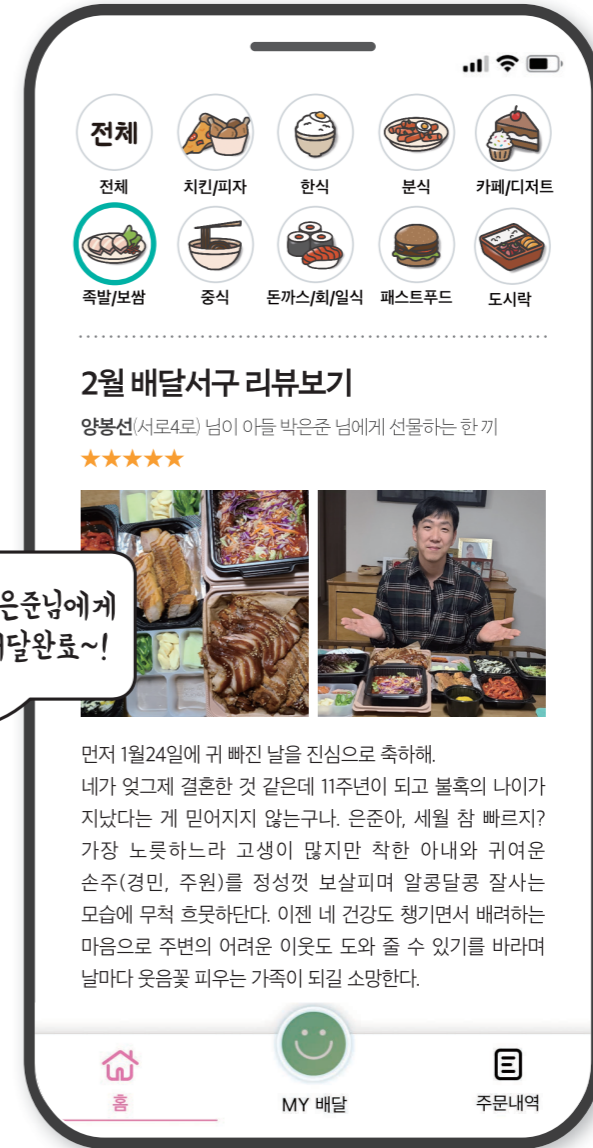 전체
전체 치킨/피자 한식 분식 카페/디저트
족발/보쌈 중식 돈까스/회/일식 패스트푸드 도시락
2월 배달서구 리뷰보기
양봉선(서로4로) 님이 아들 박은준 님에게 선물하는 한 끼
★★★★★
은준님에게
배달완료~!
먼저 1월24일에 귀 빠진 날을 진심으로 축하해.
네가 엊그제 결혼한 것 같은데 11주년이 되고 불혹의 나이가
지났다는 게 믿어지지 않는구나. 은준아, 세월 참 빠르지?
가장 노릇하느라 고생이 많지만 착한 아내와 귀여운
손주(경민, 주원)를 정성껏 보살피며 알콩달콩 잘사는
모습에 무척 흐뭇하단다. 이젠 네 건강도 챙기면서 배려하는
마음으로 주변의 어려운 이웃도 도와 줄 수 있기를 바라며
날마다 웃음꽃 피우는 가족이 되길 소망한다.
홈 MY 배달 주문내역